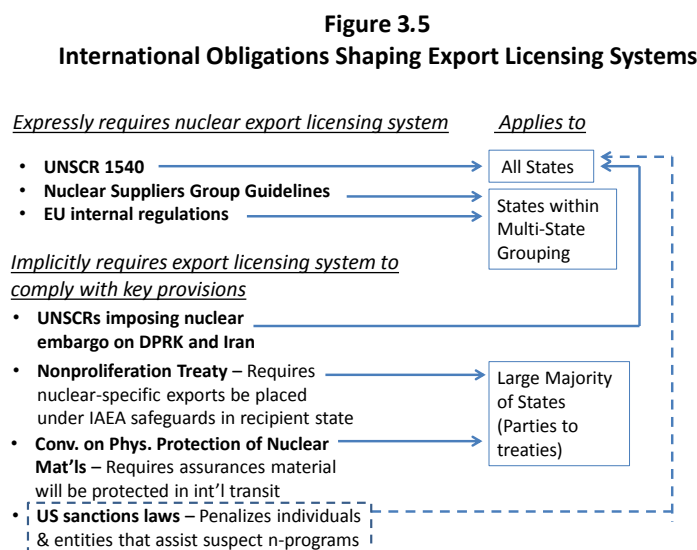 Figure 3.5
International Obligations Shaping Export Licensing Systems
Expressly requires nuclear export licensing system
Applies to
• UNSCR 1540
• Nuclear Suppliers Group Guidelines
• EU internal regulations
All States
States within
Multi-State
Grouping
Implicitly requires export licensing system to
comply with key provisions
• UNSCRs imposing nuclear
embargo on DPRK and Iran
• Nonproliferation Treaty – Requires
nuclear-specific exports be placed
under IAEA safeguards in recipient state
• Conv. on Phys. Protection of Nuclear
Mat'ls – Requires assurances material
will be protected in int'l transit
• US sanctions laws – Penalizes individuals
& entities that assist suspect n-programs
Large Majority
of States
(Parties to
treaties)